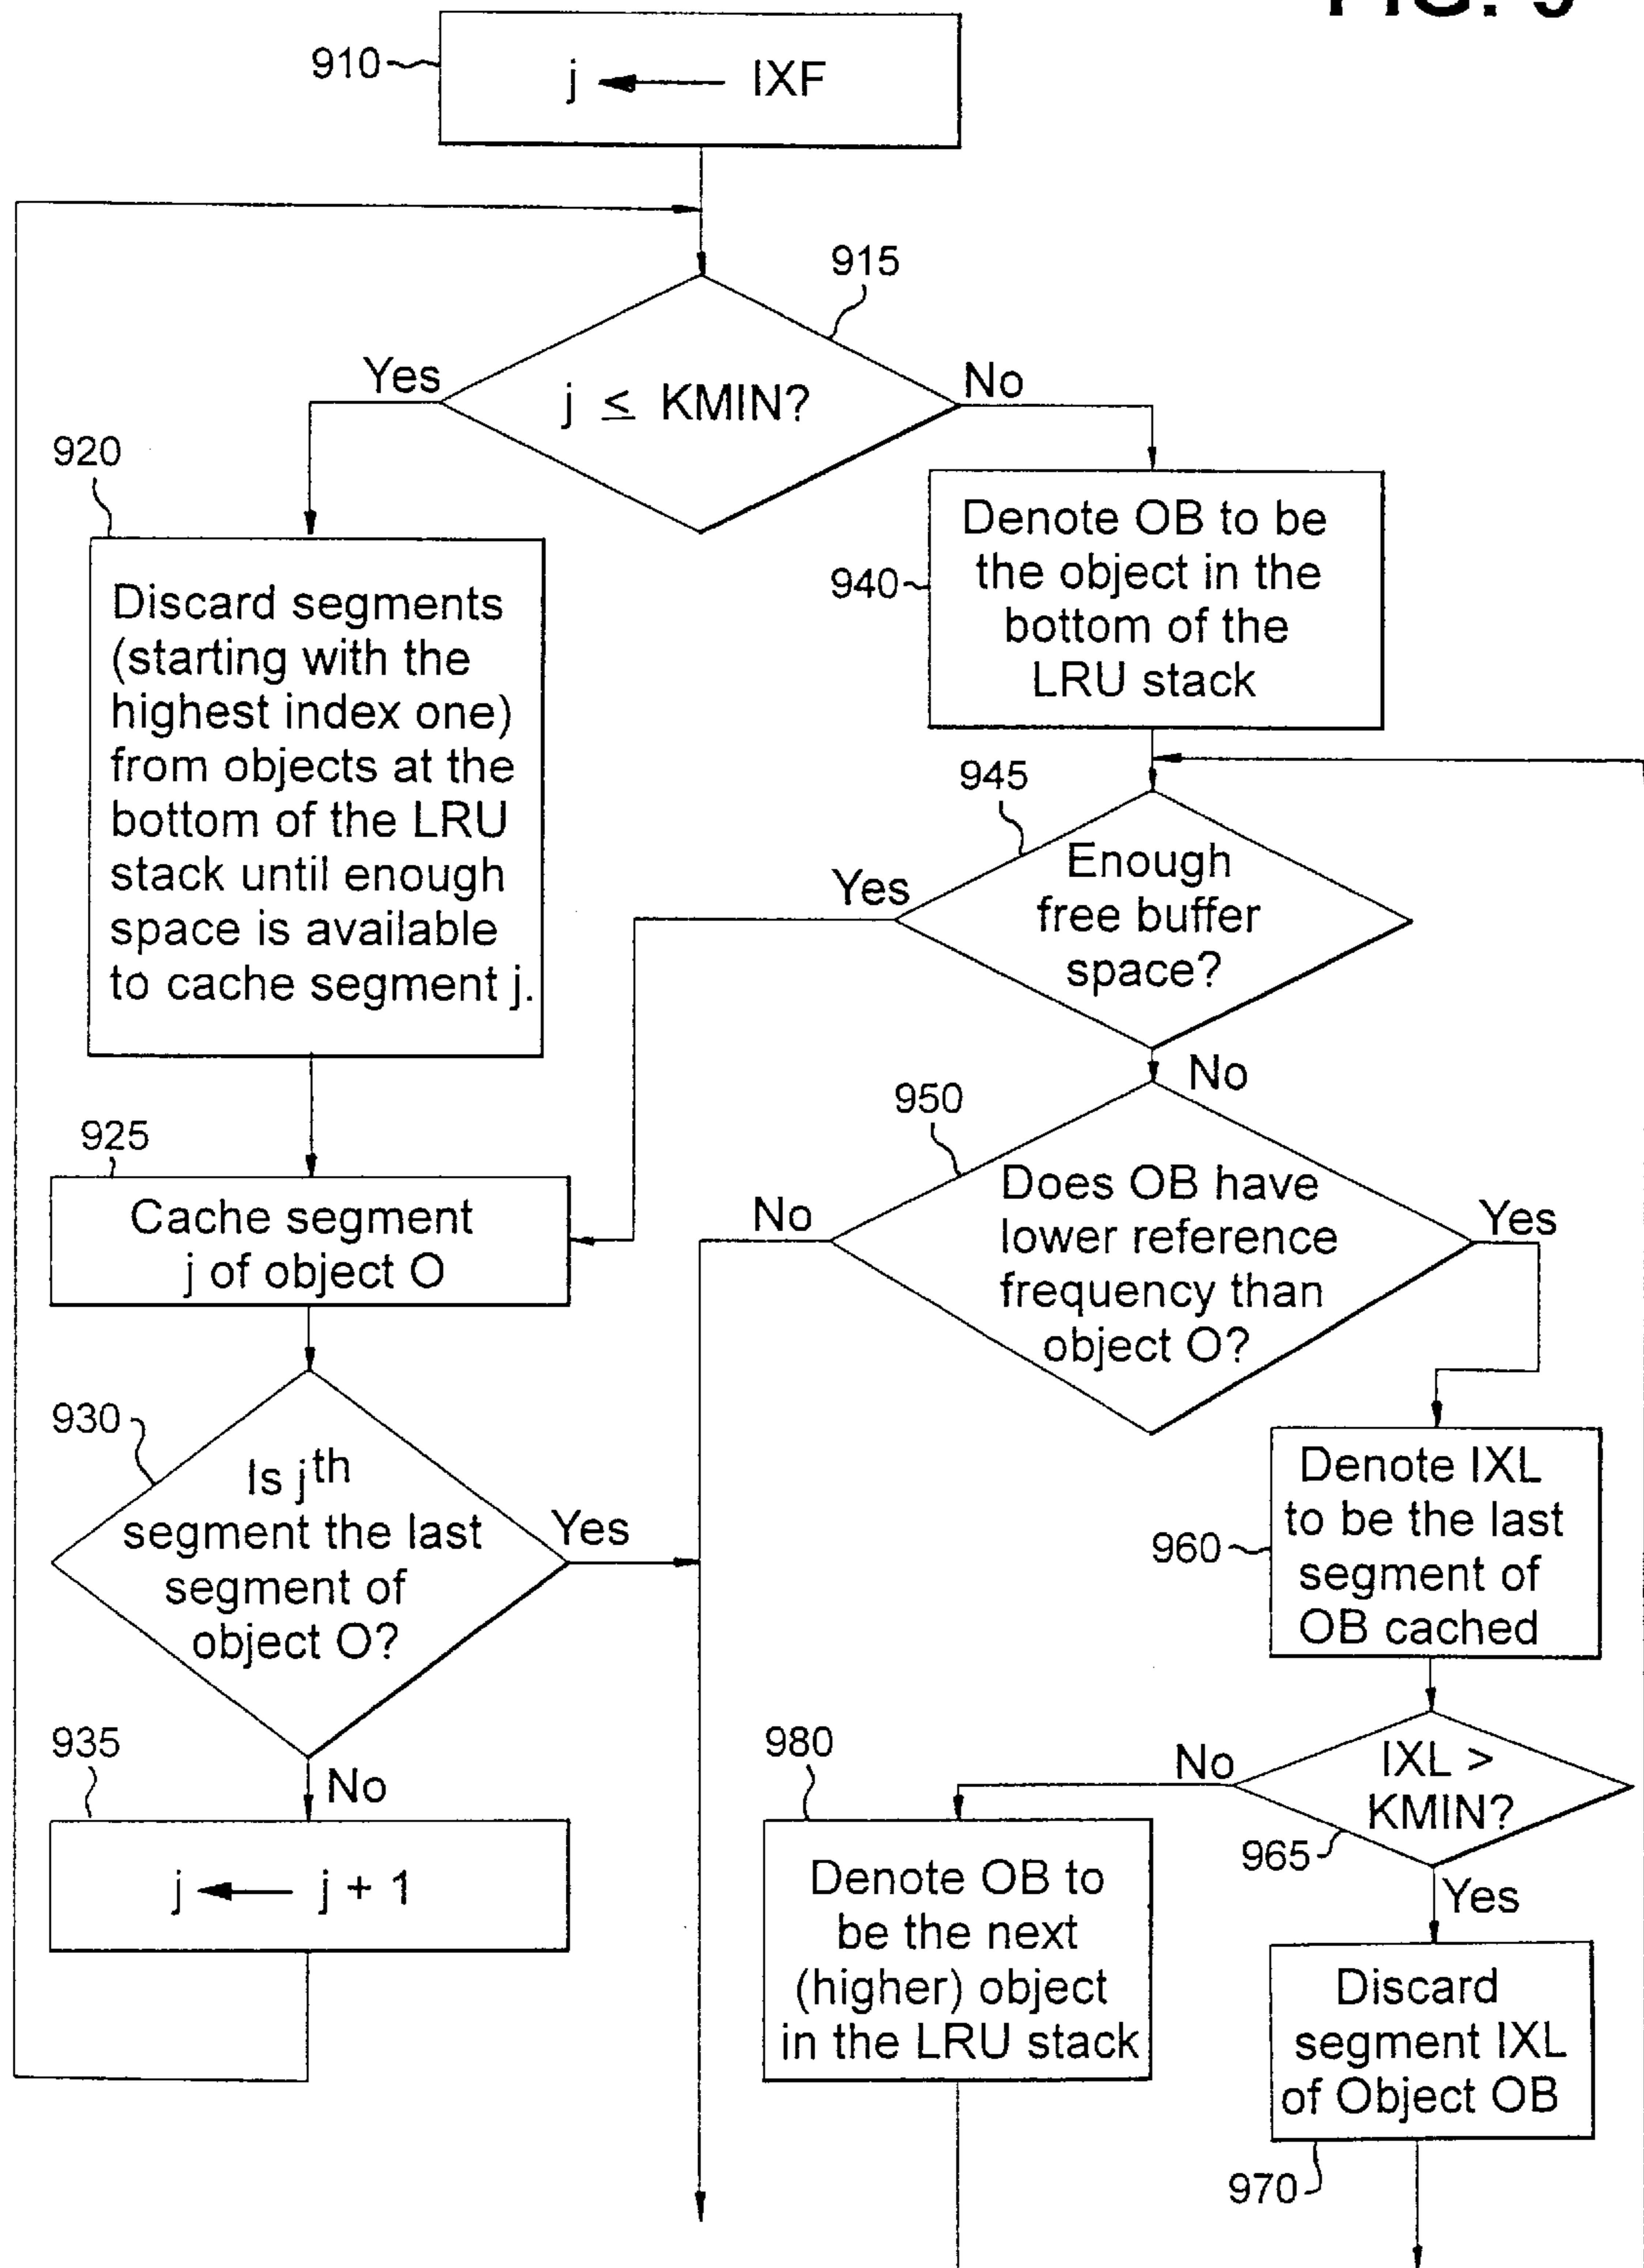 910
j ← IXF
915
Yes
j ≤ KMIN?
No
920
Discard segments
(starting with the
highest index one)
from objects at the
bottom of the LRU
stack until enough
space is available
to cache segment j.
940
Denote OB to be
the object in the
bottom of the
LRU stack
945
Yes
Enough
free buffer
space?
No
950
No
Does OB have
lower reference
frequency than
object O?
Yes
925
Cache segment
j of object O
930
Is jth
segment the last
segment of
object O?
Yes
No
960
Denote IXL
to be the last
segment of
OB cached
935
j ← j + 1
980
No
IXL >
KMIN?
965
Yes
Denote OB to
be the next
(higher) object
in the LRU stack
Discard
segment IXL
of Object OB
970